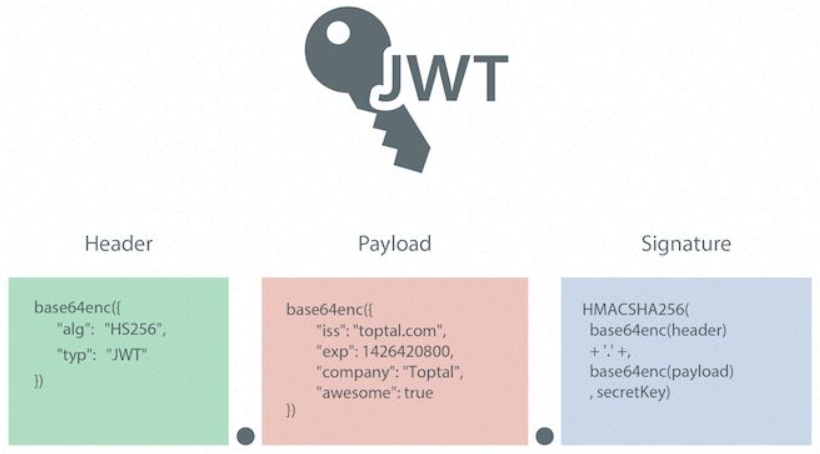 JWT
Header
Payload
Signature
base64enc({
"alg": "HS256",
"typ": "JWT"
})
base64enc({
"iss": "toptal.com",
"exp": 1426420800,
"company": "Toptal",
"awesome": true
})
HMACSHA256(
base64enc(header)
+ '.' +,
base64enc(payload)
, secretKey)